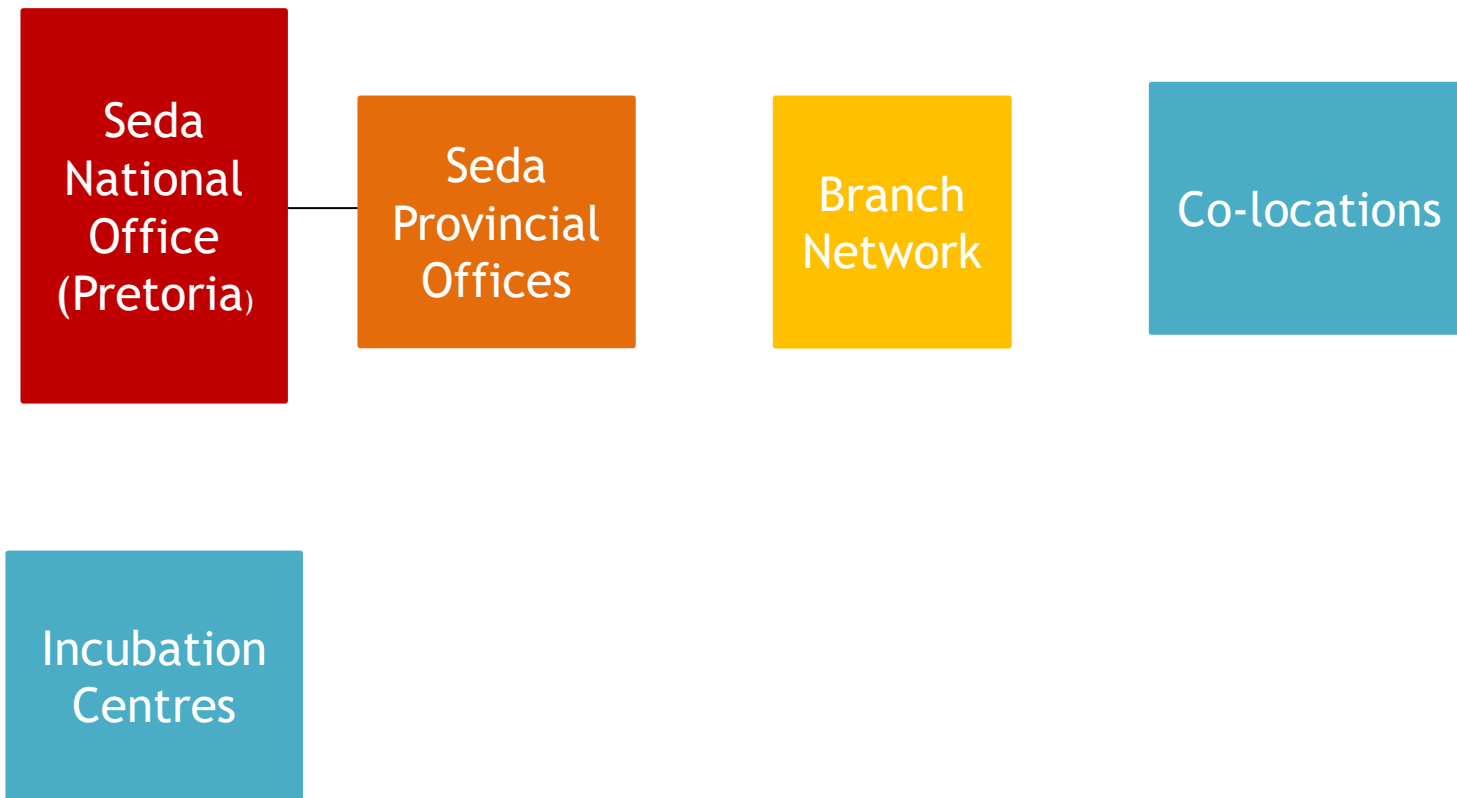 Seda
National
Office
(Pretoria)
Seda
Provincial
Offices
Branch
Network
Co-locations
Incubation
Centres